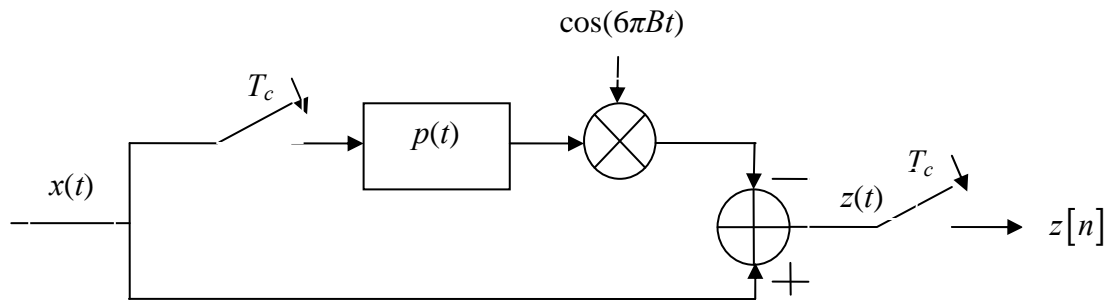 cos(6πBt)
T_c
p(t)
x(t)
−
z(t)
T_c
z[n]
+